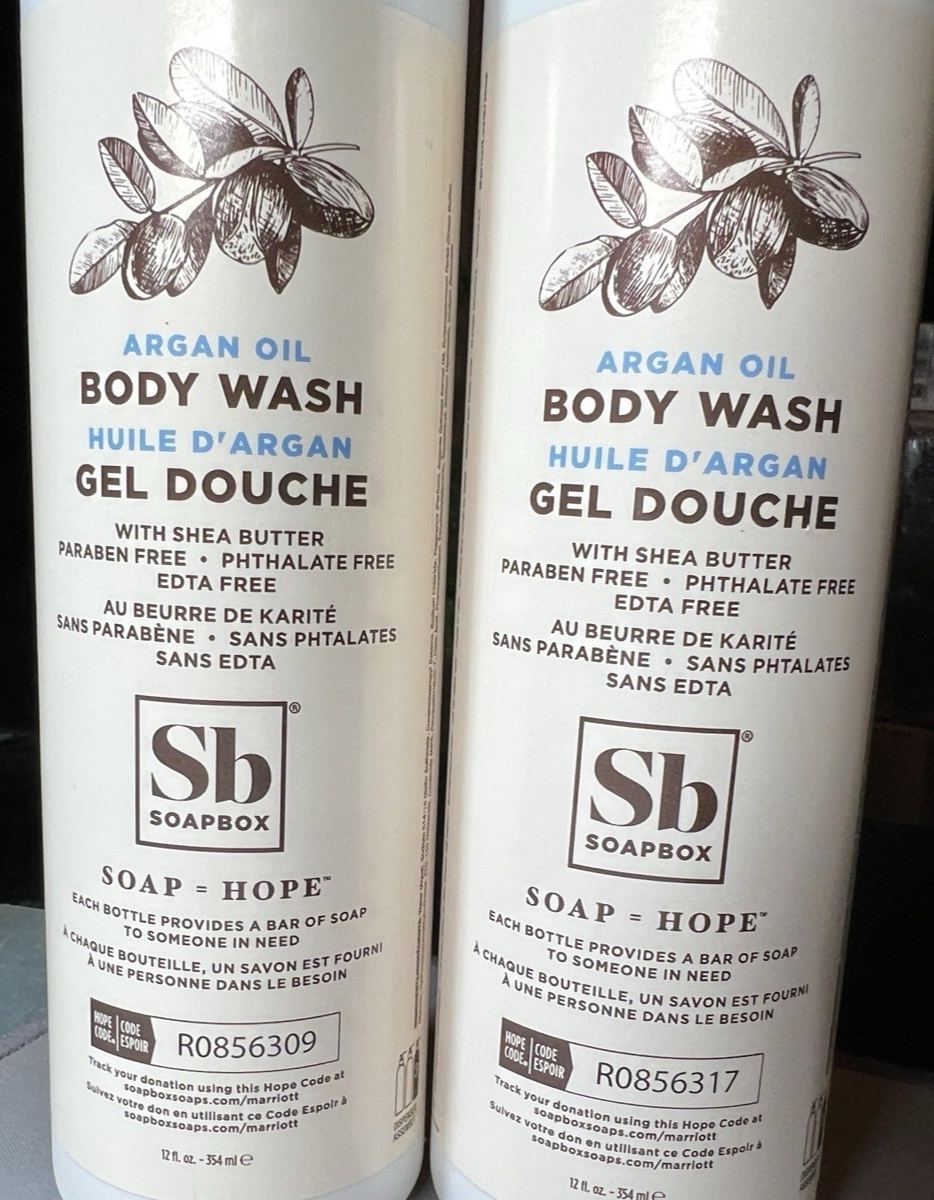 ARGAN OIL
BODY WASH
HUILE D'ARGAN
GEL DOUCHE
WITH SHEA BUTTER
PARABEN FREE • PHTHALATE FREE
EDTA FREE
AU BEURRE DE KARITÉ
SANS PARABÈNE • SANS PHTALATES
SANS EDTA
Sb®
SOAPBOX
SOAP = HOPE™
EACH BOTTLE PROVIDES A BAR OF SOAP
TO SOMEONE IN NEED
À CHAQUE BOUTEILLE, UN SAVON EST FOURNI
À UNE PERSONNE DANS LE BESOIN
HOPE CODE
CODE. ESPOIR
R0856309
Track your donation using this Hope Code at
soapboxsoaps.com/marriott
Suivez votre don en utilisant ce Code Espoir à
soapboxsoaps.com/marriott
12 fl. oz. - 354 ml ℮
ARGAN OIL
BODY WASH
HUILE D'ARGAN
GEL DOUCHE
WITH SHEA BUTTER
PARABEN FREE • PHTHALATE FREE
EDTA FREE
AU BEURRE DE KARITÉ
SANS PARABÈNE • SANS PHTALATES
SANS EDTA
Sb®
SOAPBOX
SOAP = HOPE™
EACH BOTTLE PROVIDES A BAR OF SOAP
TO SOMEONE IN NEED
À CHAQUE BOUTEILLE, UN SAVON EST FOURNI
À UNE PERSONNE DANS LE BESOIN
HOPE CODE
CODE. ESPOIR
R0856317
Track your donation using this Hope Code at
soapboxsoaps.com/marriott
Suivez votre don en utilisant ce Code Espoir à
soapboxsoaps.com/marriott
12 fl. oz. - 354 ml ℮